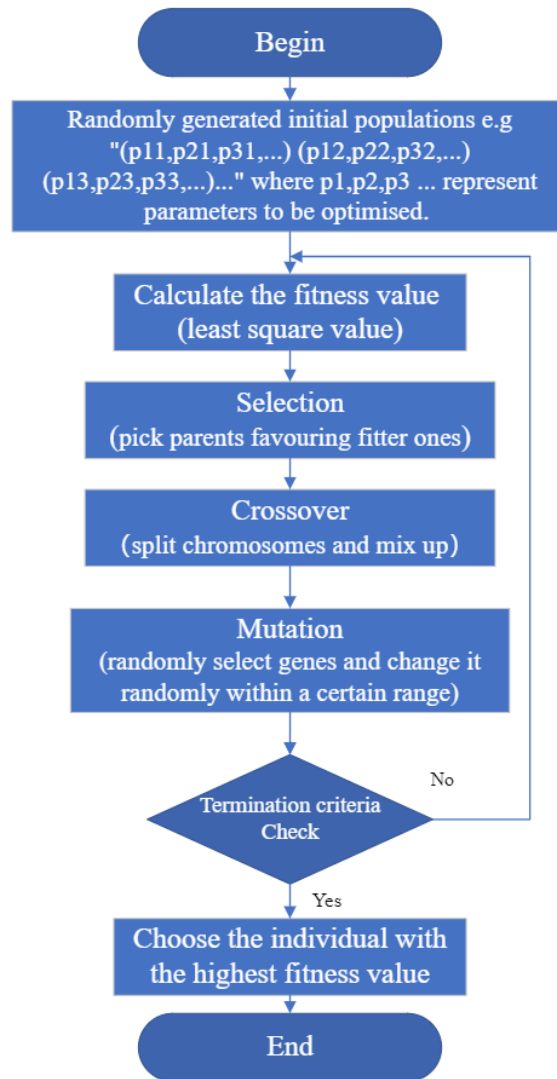 Begin
Randomly generated initial populations e.g
"(p11,p21,p31,...) (p12,p22,p32,...)
(p13,p23,p33,...)..." where p1,p2,p3 ... represent
parameters to be optimised.
Calculate the fitness value
(least square value)
Selection
(pick parents favouring fitter ones)
Crossover
(split chromosomes and mix up)
Mutation
(randomly select genes and change it
randomly within a certain range)
No
Termination criteria
Check
Yes
Choose the individual with
the highest fitness value
End